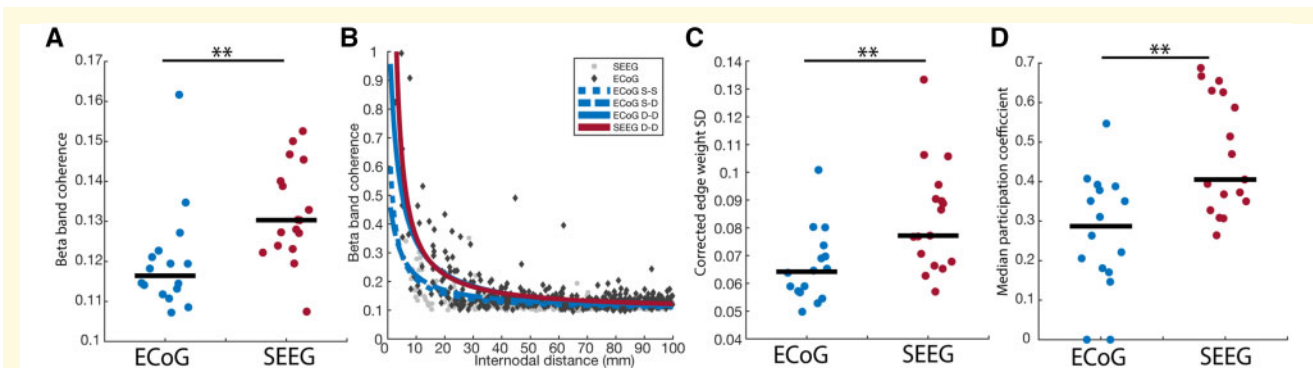 A
**
Beta band coherence
0.17
0.16
0.15
0.14
0.13
0.12
0.11
0.1
ECoG SEEG
B
Beta band coherence
1
0.9
0.8
0.7
0.6
0.5
0.4
0.3
0.2
0.1
0
0 10 20 30 40 50 60 70 80 90 100
Internodal distance (mm)
SEEG
ECoG
ECoG S-S
ECoG S-D
ECoG D-D
SEEG D-D
C
**
Corrected edge weight SD
0.14
0.13
0.12
0.11
0.1
0.09
0.08
0.07
0.06
0.05
0.04
ECoG SEEG
D
**
Median participation coefficcient
0.7
0.6
0.5
0.4
0.3
0.2
0.1
0
ECoG SEEG